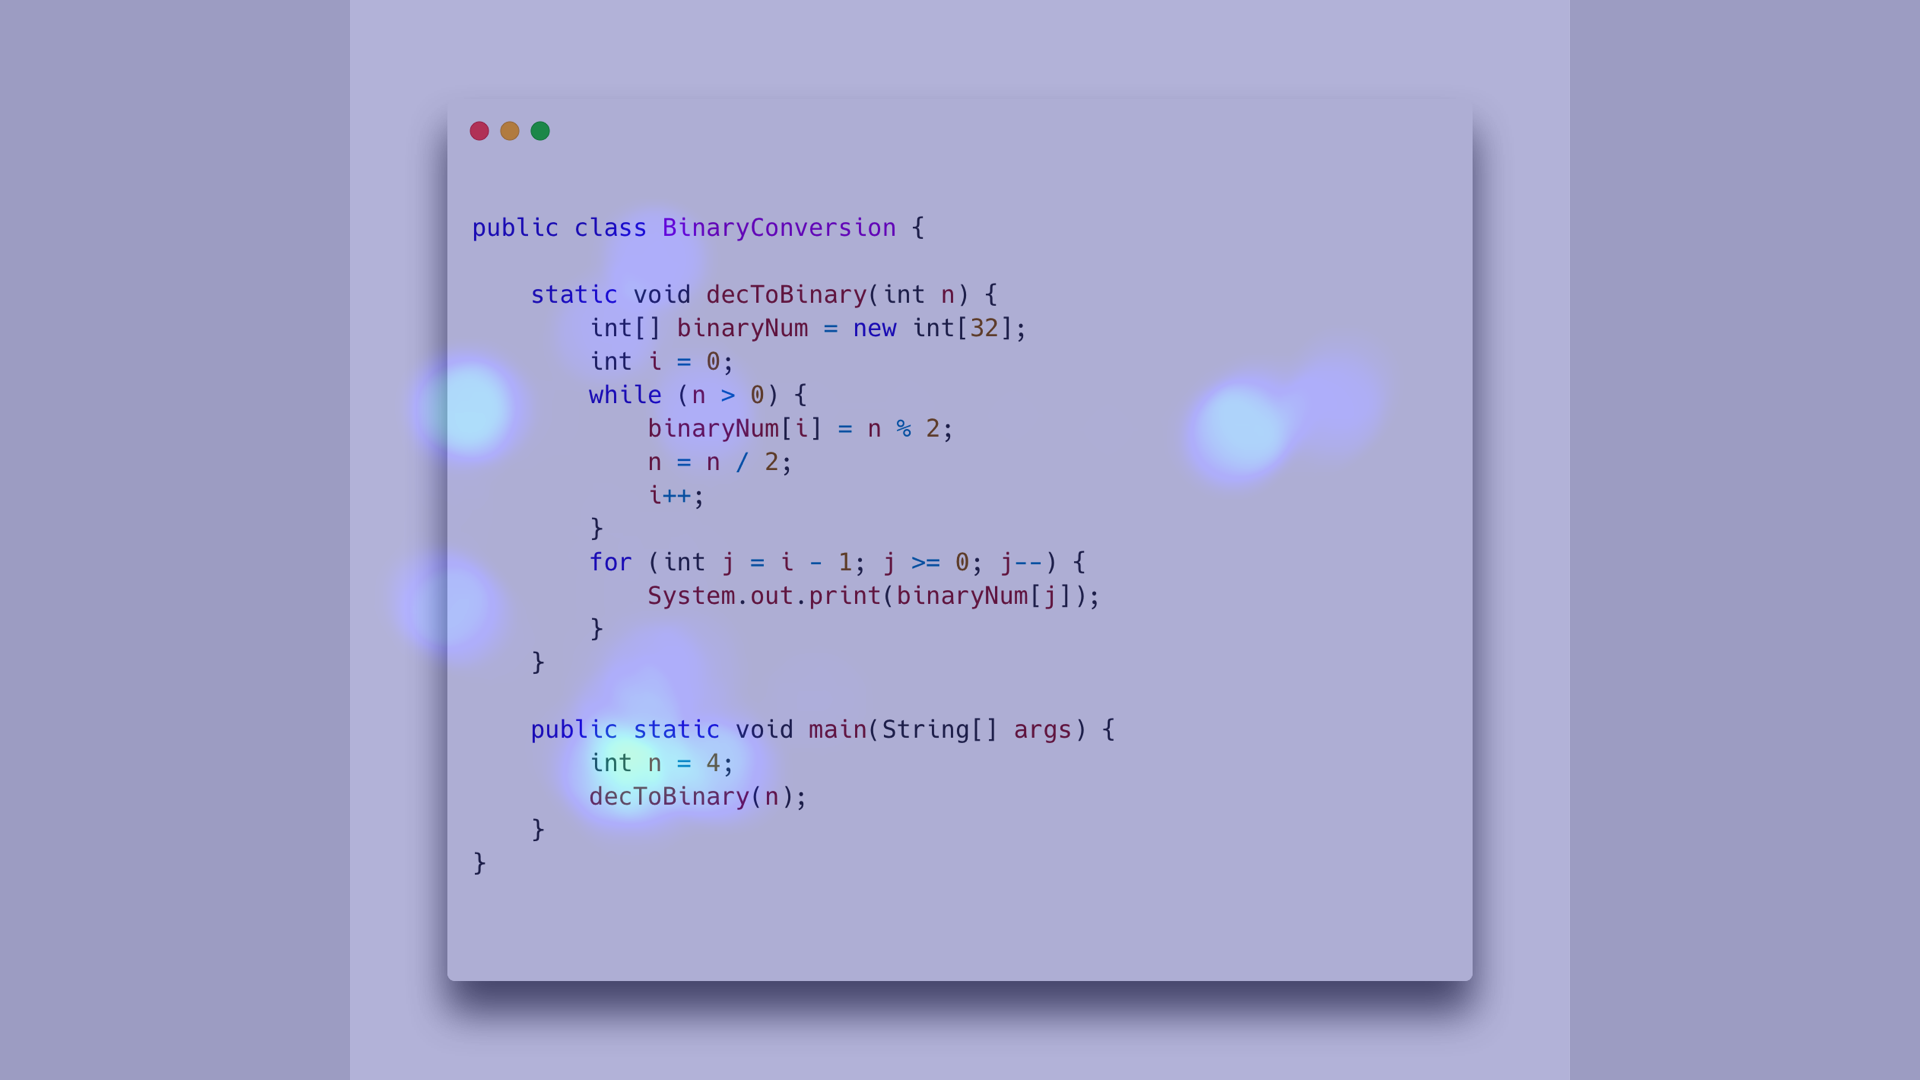 public class BinaryConversion {
static void decToBinary(int n) {
int[] binaryNum = new int[32];
int i = 0;
while (n > 0) {
binaryNum[i] = n % 2;
n = n / 2;
i++;
}
for (int j = i - 1; j >= 0; j--) {
System.out.print(binaryNum[j]);
}
}
public static void main(String[] args) {
int n = 4;
decToBinary(n);
}
}